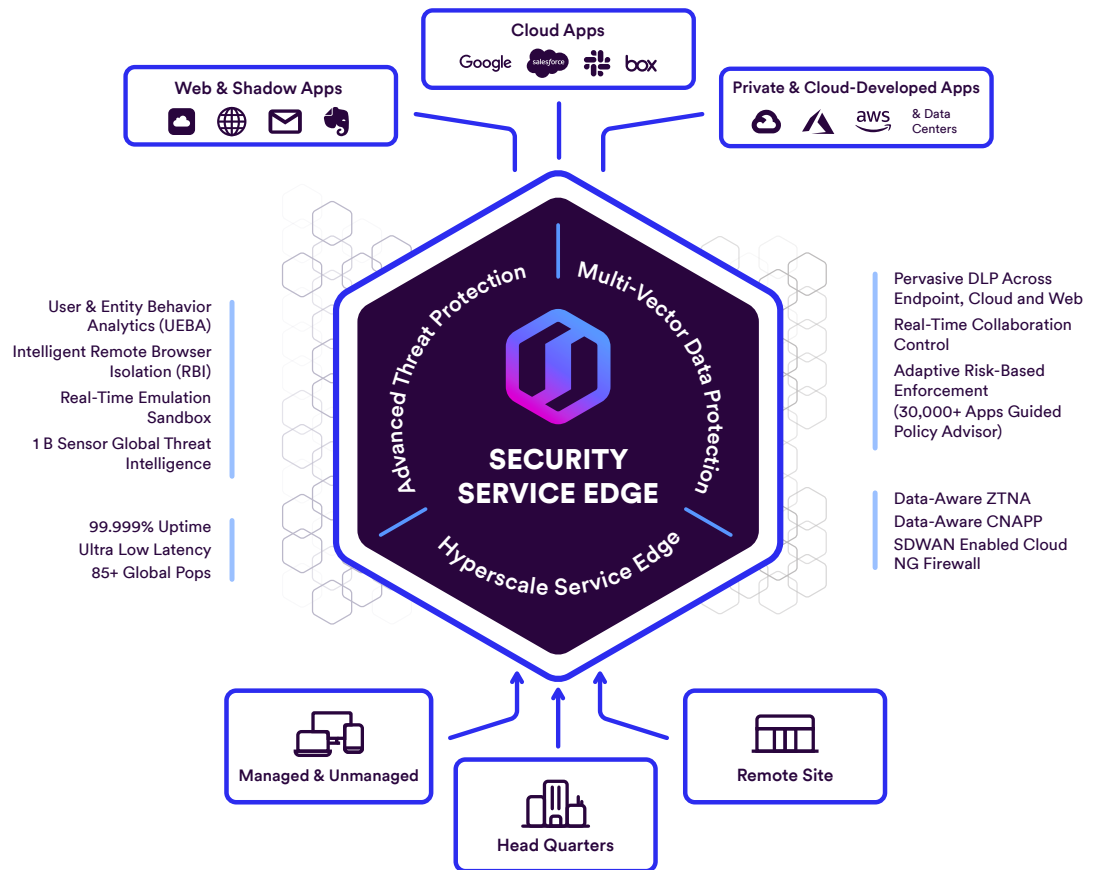 Cloud Apps
Google
salesforce
box
Web & Shadow Apps
Private & Cloud-Developed Apps
aws
& Data
Centers
Advanced Threat Protection
Multi-Vector Data Protection
Hyperscale Service Edge
SECURITY
SERVICE EDGE
User & Entity Behavior
Analytics (UEBA)
Intelligent Remote Browser
Isolation (RBI)
Real-Time Emulation
Sandbox
1 B Sensor Global Threat
Intelligence
99.999% Uptime
Ultra Low Latency
85+ Global Pops
Pervasive DLP Across
Endpoint, Cloud and Web
Real-Time Collaboration
Control
Adaptive Risk-Based
Enforcement
(30,000+ Apps Guided
Policy Advisor)
Data-Aware ZTNA
Data-Aware CNAPP
SDWAN Enabled Cloud
NG Firewall
Managed & Unmanaged
Head Quarters
Remote Site